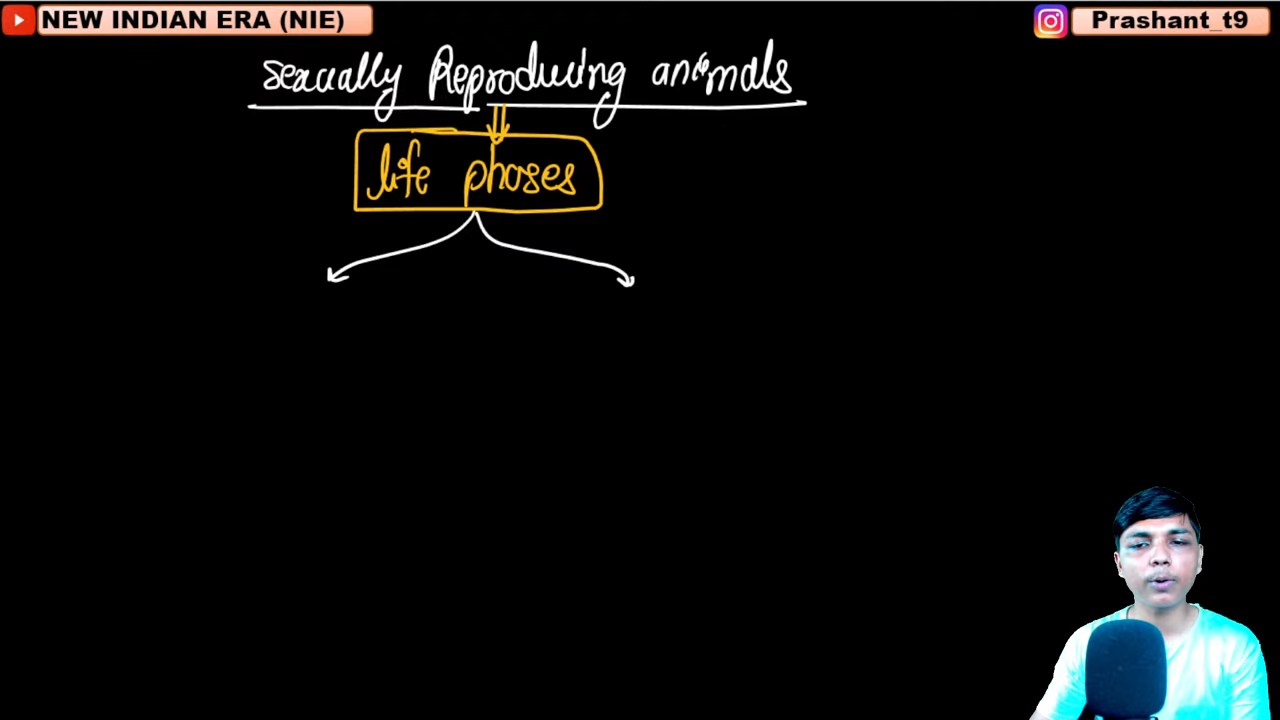 NEW INDIAN ERA (NIE)
Prashant_t9
sexually Reproducing animals
life phases